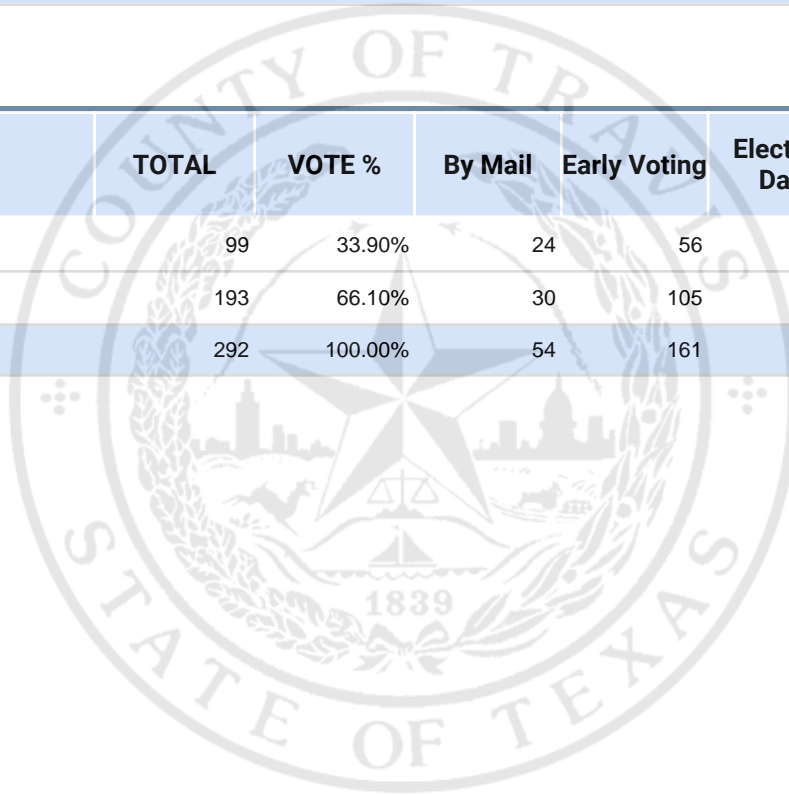 COUNTY OF TRAVIS
TOTAL VOTE % By Mail Early Voting
99 33.90% 24 56
193 66.10% 30 105
292 100.00% 54 161
1839
STATE OF TEXAS